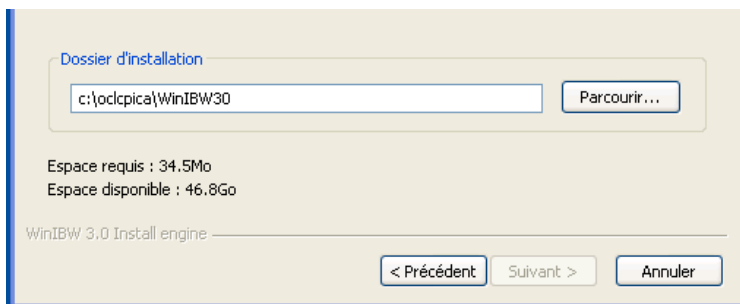 Dossier d'installation
c:\oclcpica\WinIBW30 Parcourir...
Espace requis : 34.5Mo
Espace disponible : 46.8Go
WinIBW 3.0 Install engine
< Précédent Suivant > Annuler